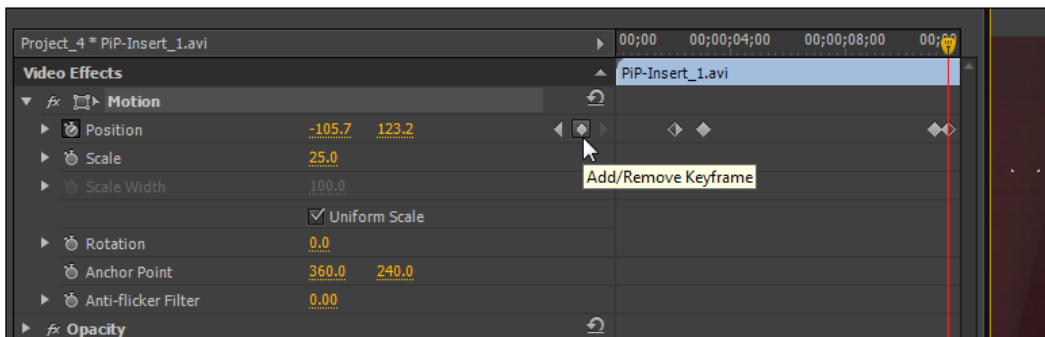 Project_4 * PiP-Insert_1.avi 00;00 00;00;04;00 00;00;08;00
Video Effects PiP-Insert_1.avi
fx Motion
Position -105.7 123.2
Scale 25.0
Add/Remove Keyframe
Scale Width 100.0
Uniform Scale
Rotation 0.0
Anchor Point 360.0 240.0
Anti-flicker Filter 0.00
fx Opacity